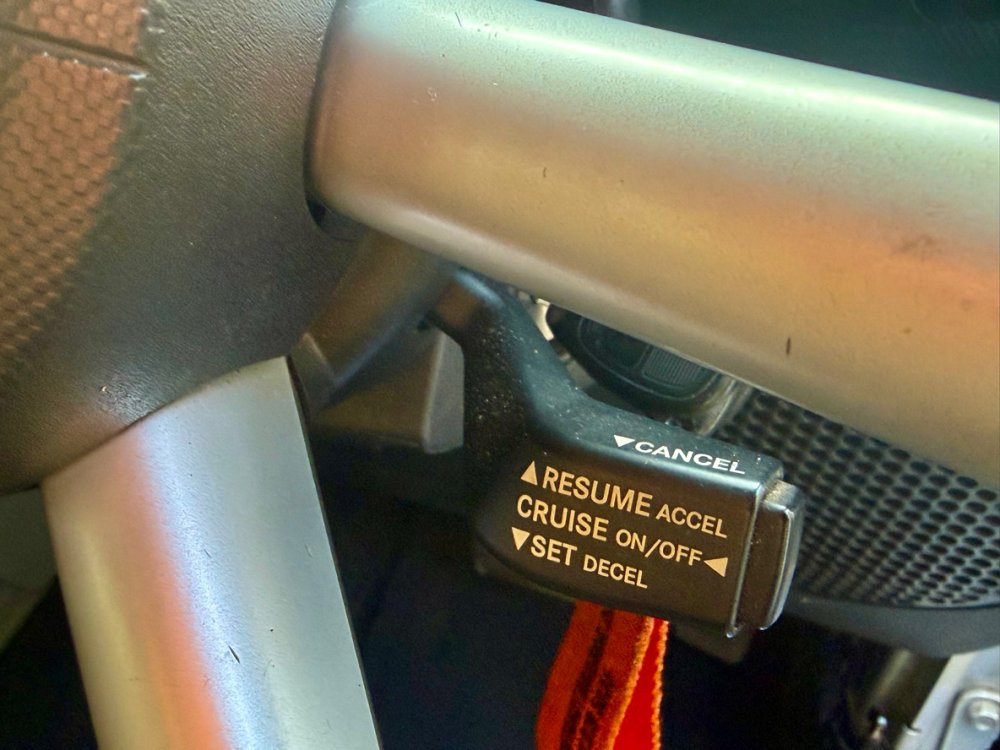 ▼CANCEL
▲RESUME ACCEL
CRUISE ON/OFF◀
▼SET DECEL